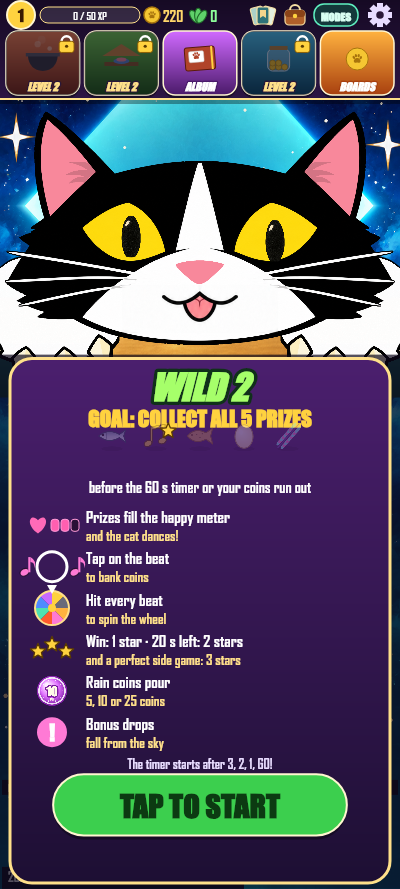 1
0 / 50 XP
220
0
MODES
LEVEL 2
LEVEL 2
ALBUM
LEVEL 2
BOARDS
WILD 2
GOAL: COLLECT ALL 5 PRIZES
before the 60 s timer or your coins run out
Prizes fill the happy meter
and the cat dances!
Tap on the beat
to bank coins
Hit every beat
to spin the wheel
Win: 1 star · 20 s left: 2 stars
and a perfect side game: 3 stars
10
Rain coins pour
5, 10 or 25 coins
!
Bonus drops
fall from the sky
The timer starts after 3, 2, 1, GO!
TAP TO START